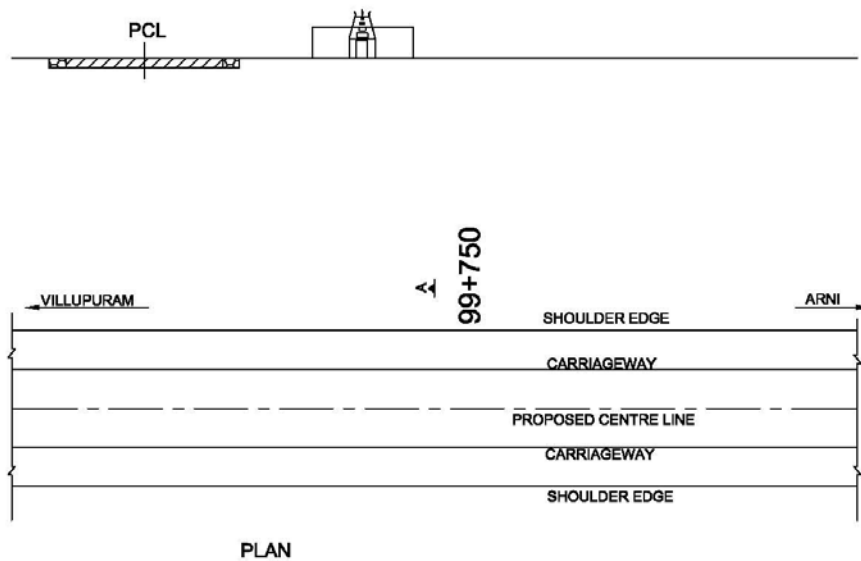 PCL
99+750
A
VILLUPURAM
ARNI
SHOULDER EDGE
CARRIAGEWAY
PROPOSED CENTRE LINE
CARRIAGEWAY
SHOULDER EDGE
PLAN